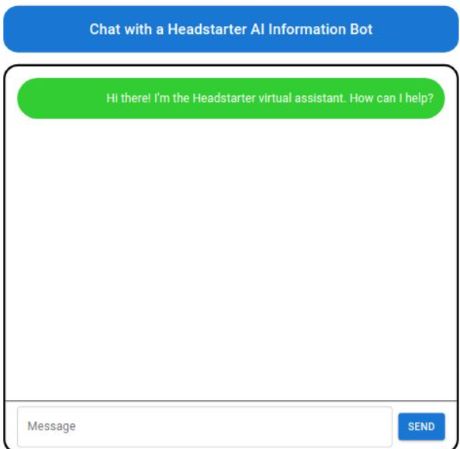 Chat with a Headstarter AI Information Bot
Hi there! I'm the Headstarter virtual assistant. How can I help?
Message
SEND